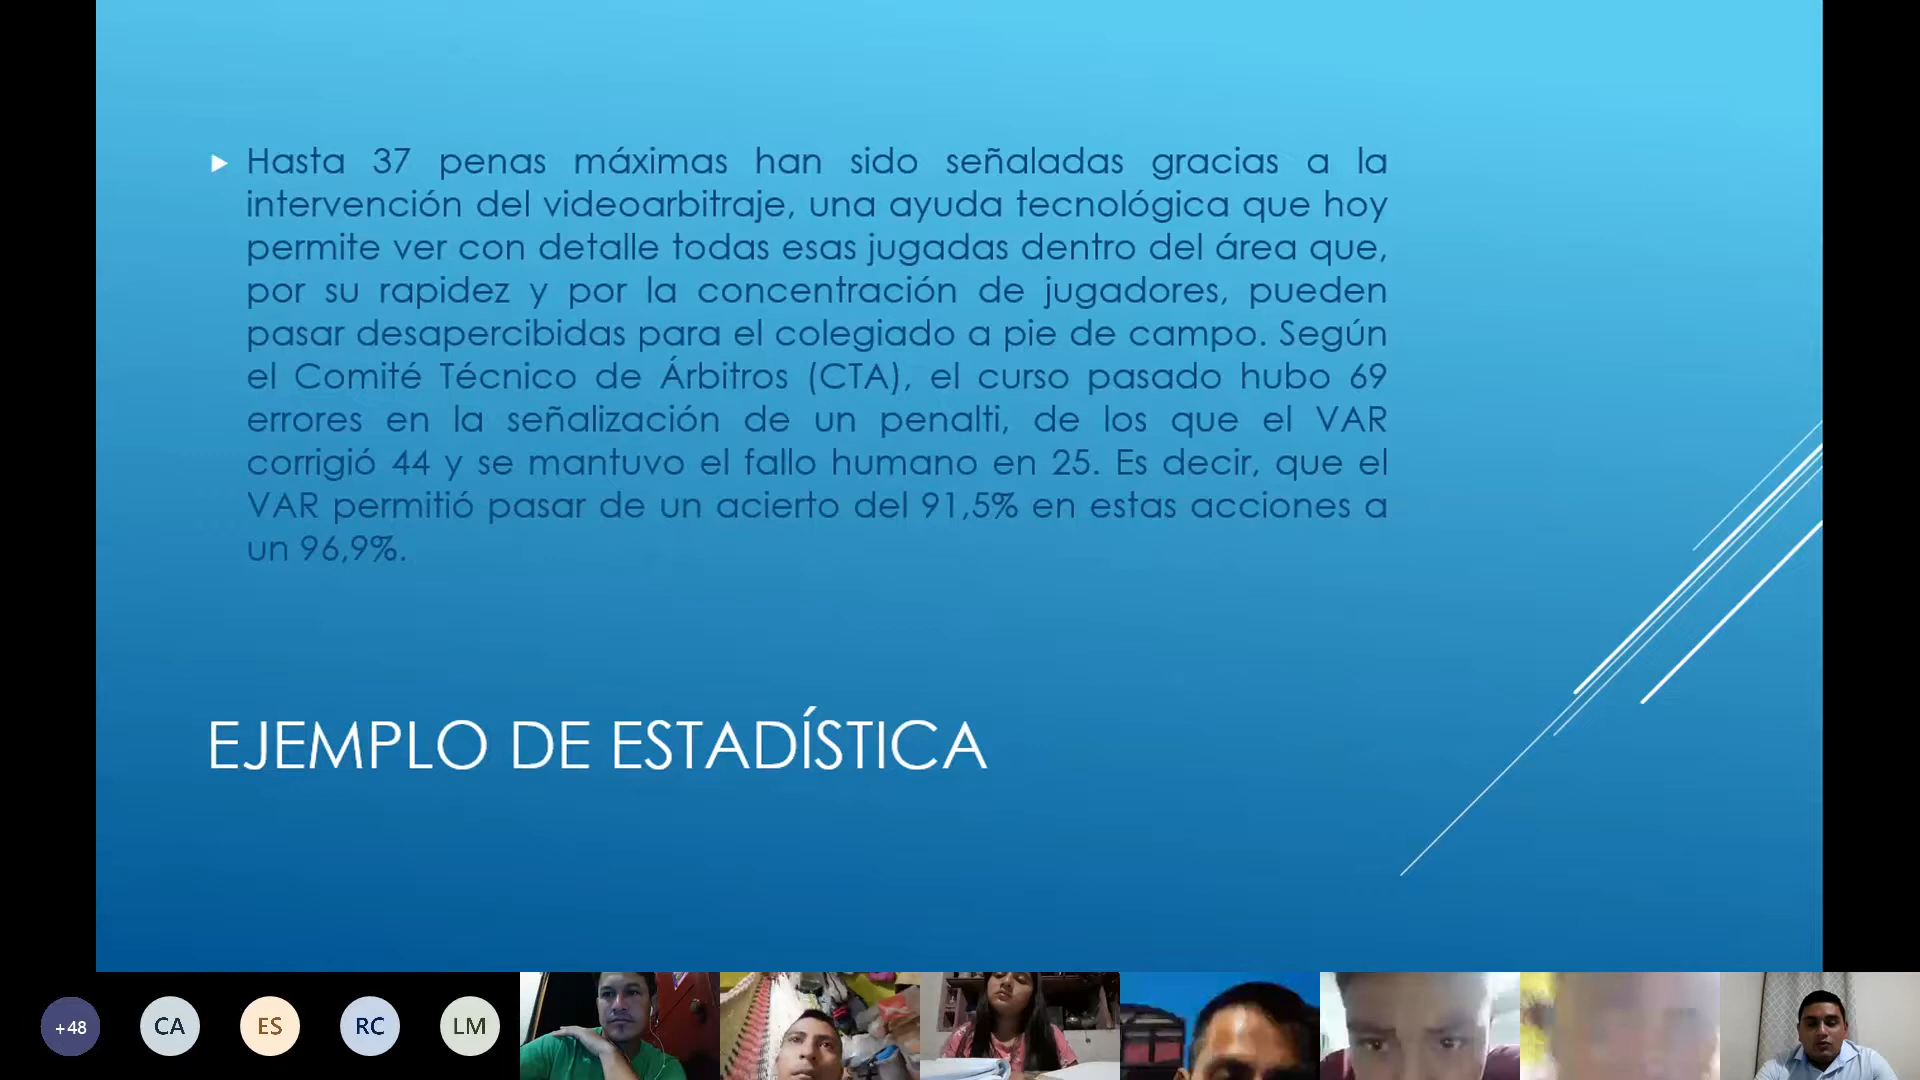 Hasta 37 penas máximas han sido señaladas gracias a la
intervención del videoarbitraje, una ayuda tecnológica que hoy
permite ver con detalle todas esas jugadas dentro del área que,
por su rapidez y por la concentración de jugadores, pueden
pasar desapercibidas para el colegiado a pie de campo. Según
el Comité Técnico de Árbitros (CTA), el curso pasado hubo 69
errores en la señalización de un penalti, de los que el VAR
corrigió 44 y se mantuvo el fallo humano en 25. Es decir, que el
VAR permitió pasar de un acierto del 91,5% en estas acciones a
un 96,9%.
EJEMPLO DE ESTADÍSTICA
+48 CA ES RC LM